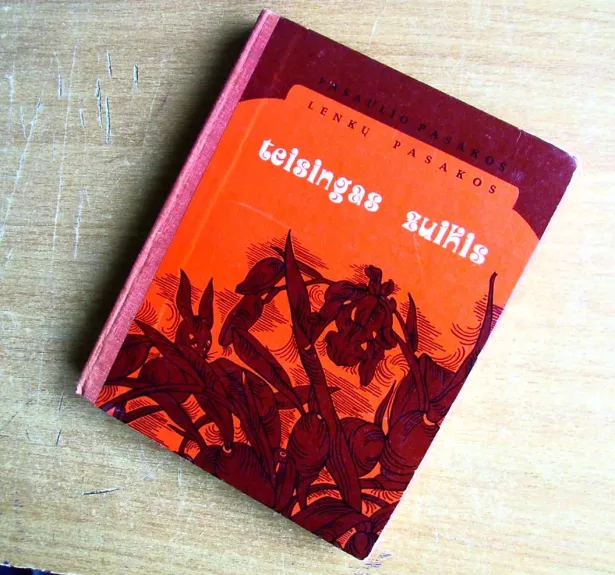 PASAULIO PASAKOS
LENKŲ PASAKOS
teisingas zuikis